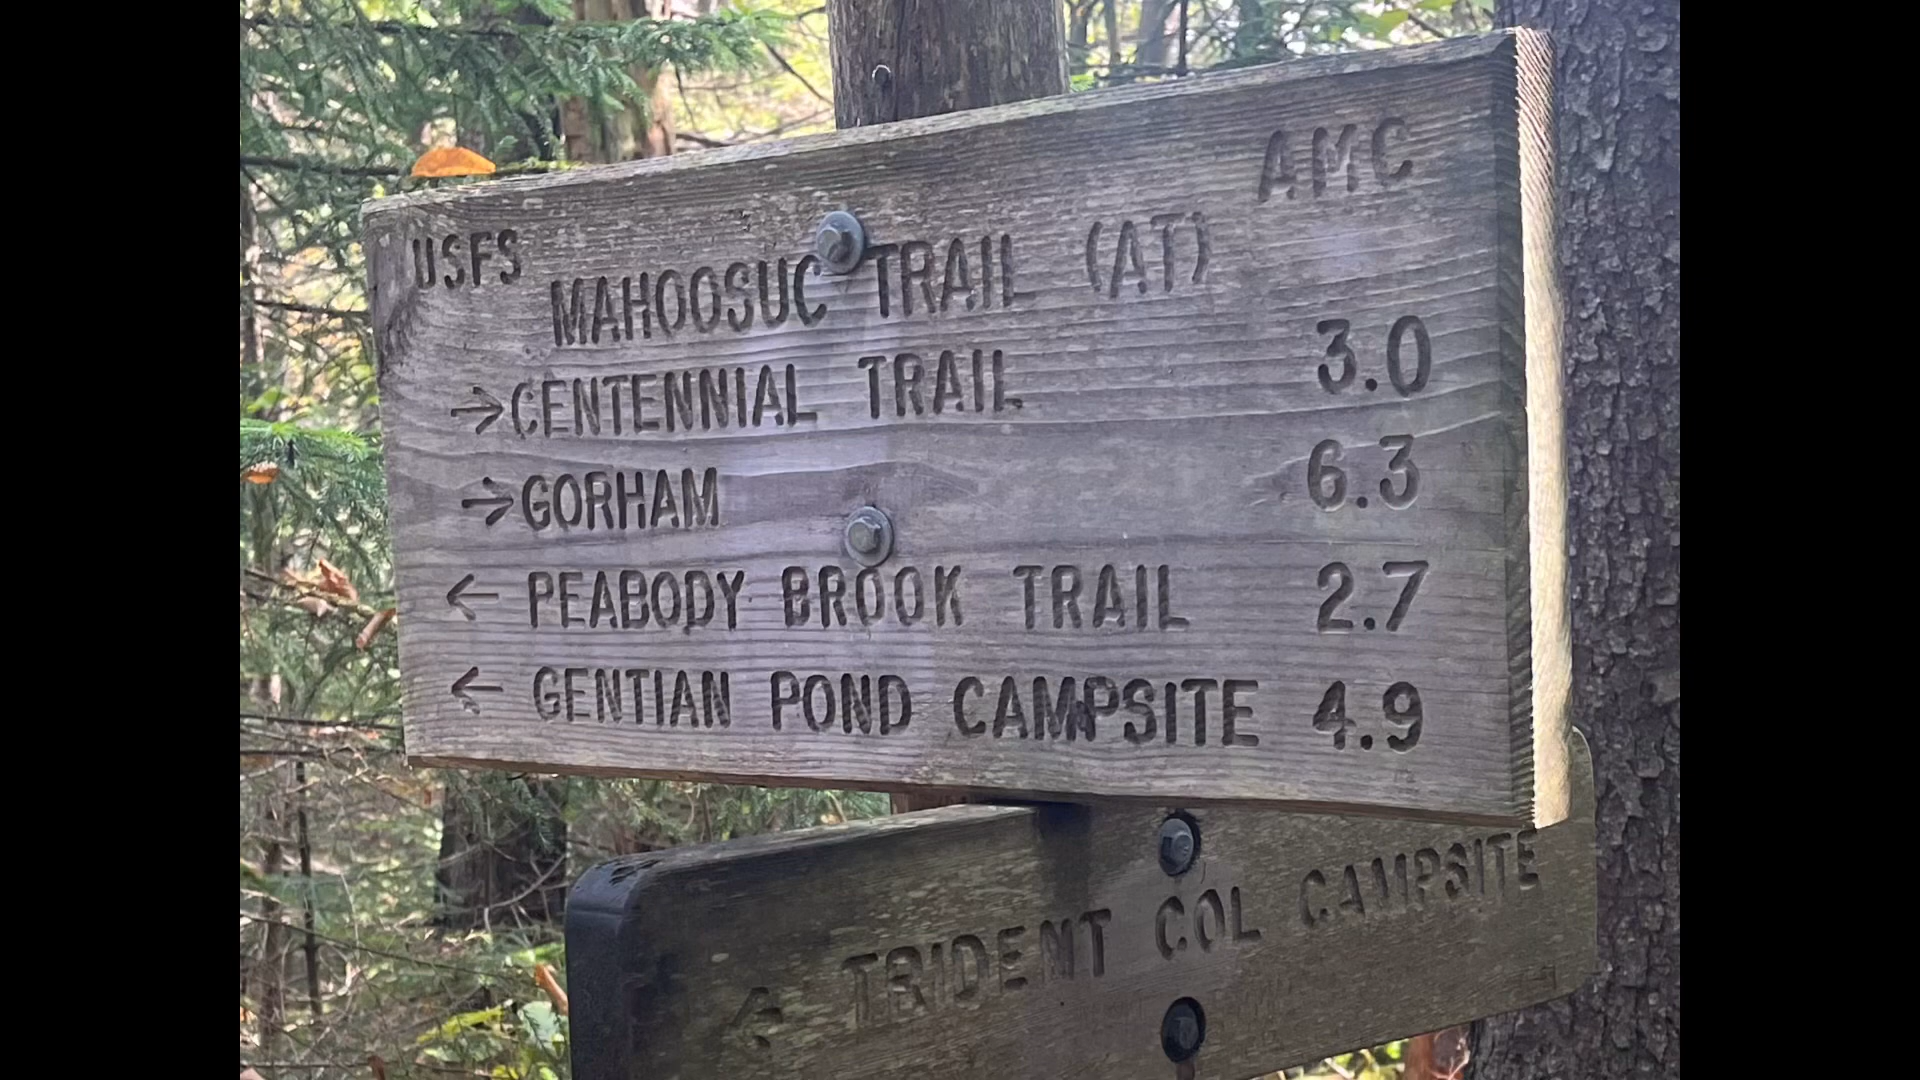 USFS AMC
MAHOOSUC TRAIL (AT)
→ CENTENNIAL TRAIL 3.0
→ GORHAM 6.3
← PEABODY BROOK TRAIL 2.7
← GENTIAN POND CAMPSITE 4.9
← TRIDENT COL CAMPSITE